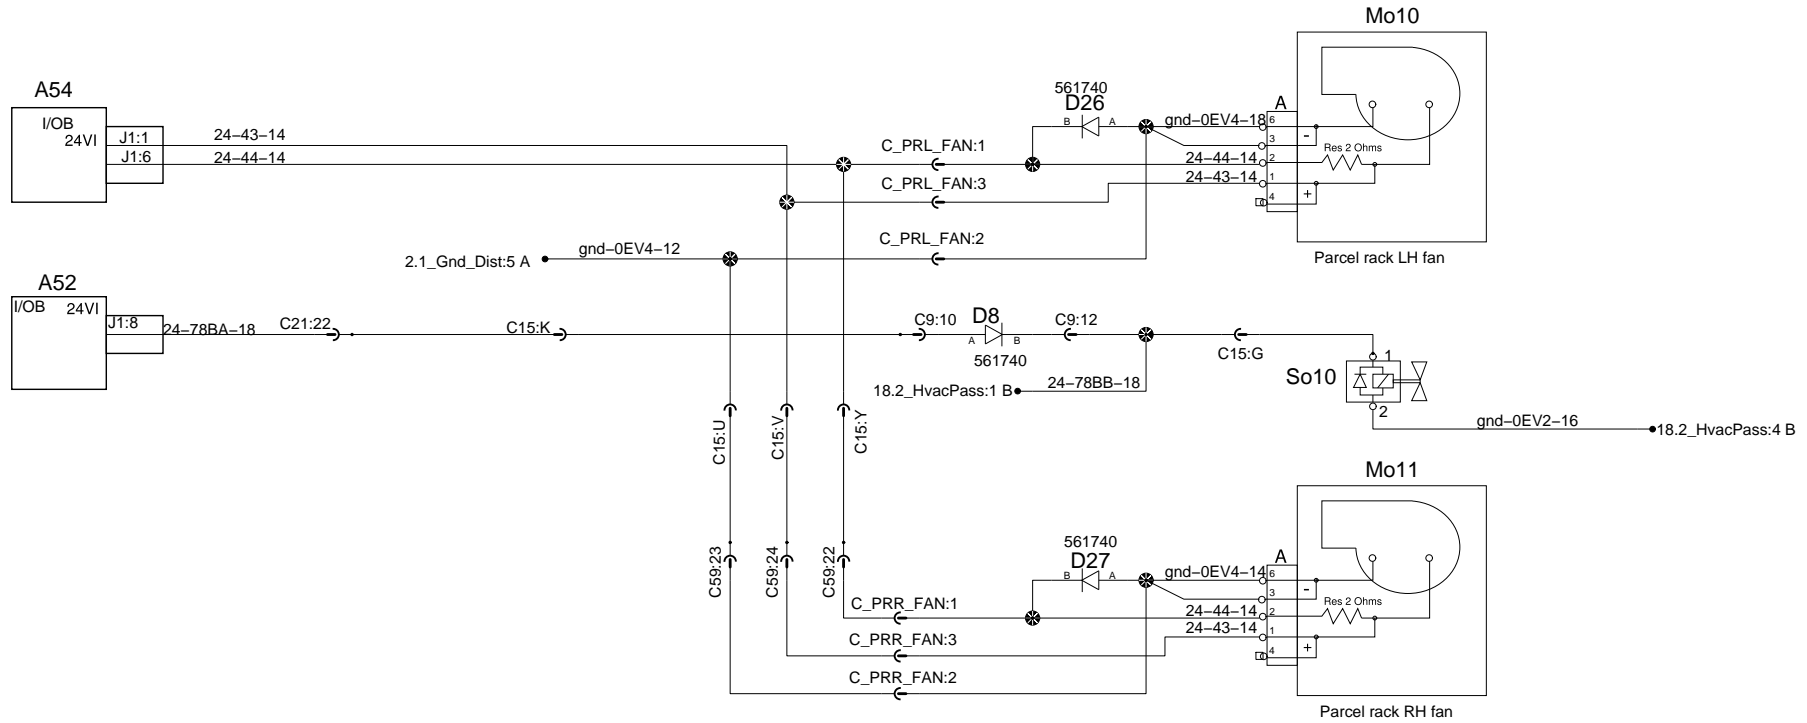 Mo10
A54
561740
D26
A
I/OB
24VI
J1:1
J1:6
24-43-14
24-44-14
B
A
gnd-0EV4-18
6
3
-
C_PRL_FAN:1
24-44-14
2
Res 2 Ohms
C_PRL_FAN:3
24-43-14
1
4
+
C_PRL_FAN:2
gnd-0EV4-12
2.1_Gnd_Dist:5 A
Parcel rack LH fan
A52
I/OB
24VI
J1:8
24-78BA-18
C21:22
C15:K
C9:10
D8
A
B
561740
C9:12
C15:G
1
So10
2
18.2_HvacPass:1 B
24-78BB-18
gnd-0EV2-16
18.2_HvacPass:4 B
C15:U
C15:V
C15:Y
Mo11
C59:23
C59:24
C59:22
561740
D27
B
A
A
gnd-0EV4-14
6
3
-
C_PRR_FAN:1
24-44-14
2
Res 2 Ohms
C_PRR_FAN:3
24-43-14
1
4
+
C_PRR_FAN:2
Parcel rack RH fan